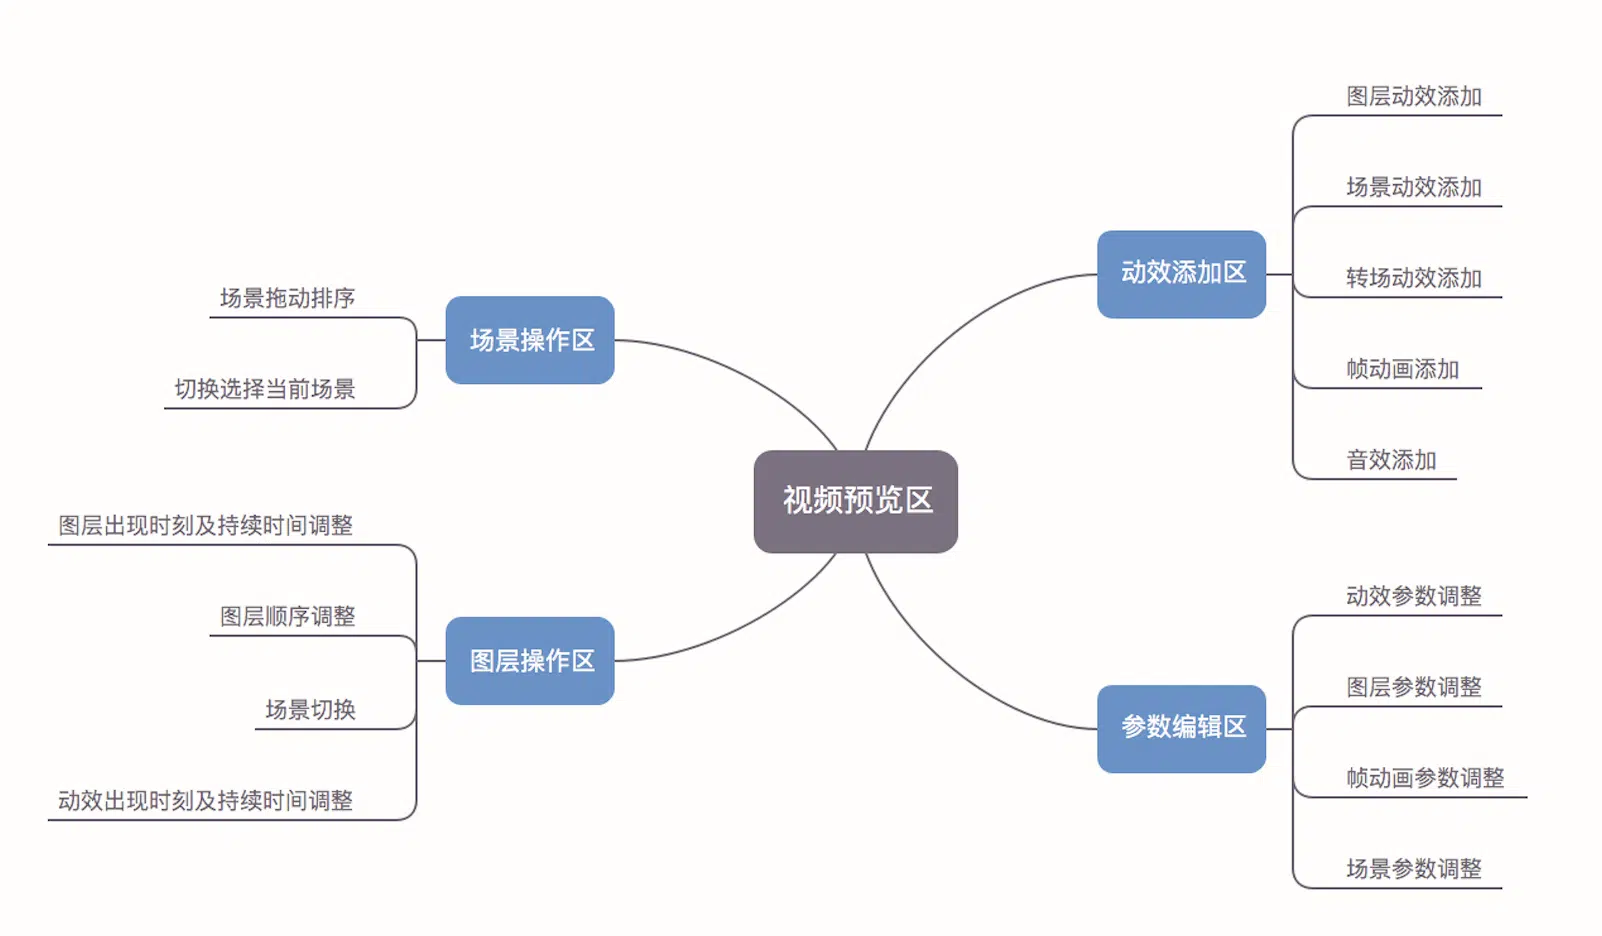 视频预览区
动效添加区
图层动效添加
场景动效添加
转场动效添加
帧动画添加
音效添加
参数编辑区
动效参数调整
图层参数调整
帧动画参数调整
场景参数调整
场景操作区
场景拖动排序
切换选择当前场景
图层操作区
图层出现时刻及持续时间调整
图层顺序调整
场景切换
动效出现时刻及持续时间调整